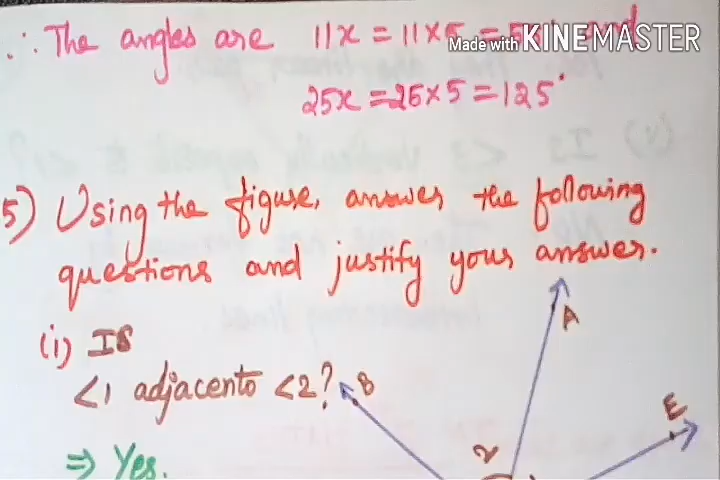 ∴ The angles are 11x = 11×5 = and
Made with KINEMASTER
25x = 25×5 = 125°
5) Using the figure, answer the following
questions and justify your answer.
(i) Is
<1 adjacento <2?
⇒ Yes.
A
B
E
2